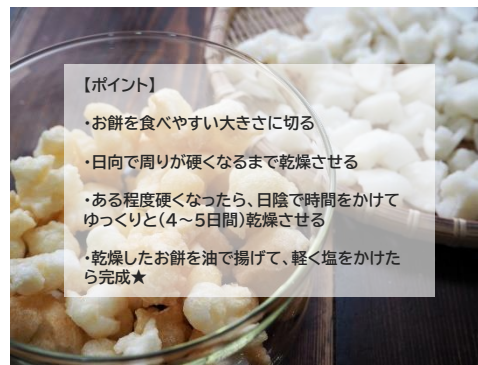 【ポイント】
・お餅を食べやすい大きさに切る
・日向で周りが硬くなるまで乾燥させる
・ある程度硬くなったら、日陰で時間をかけて
ゆっくりと(4〜5日間)乾燥させる
・乾燥したお餅を油で揚げて、軽く塩をかけた
ら完成★